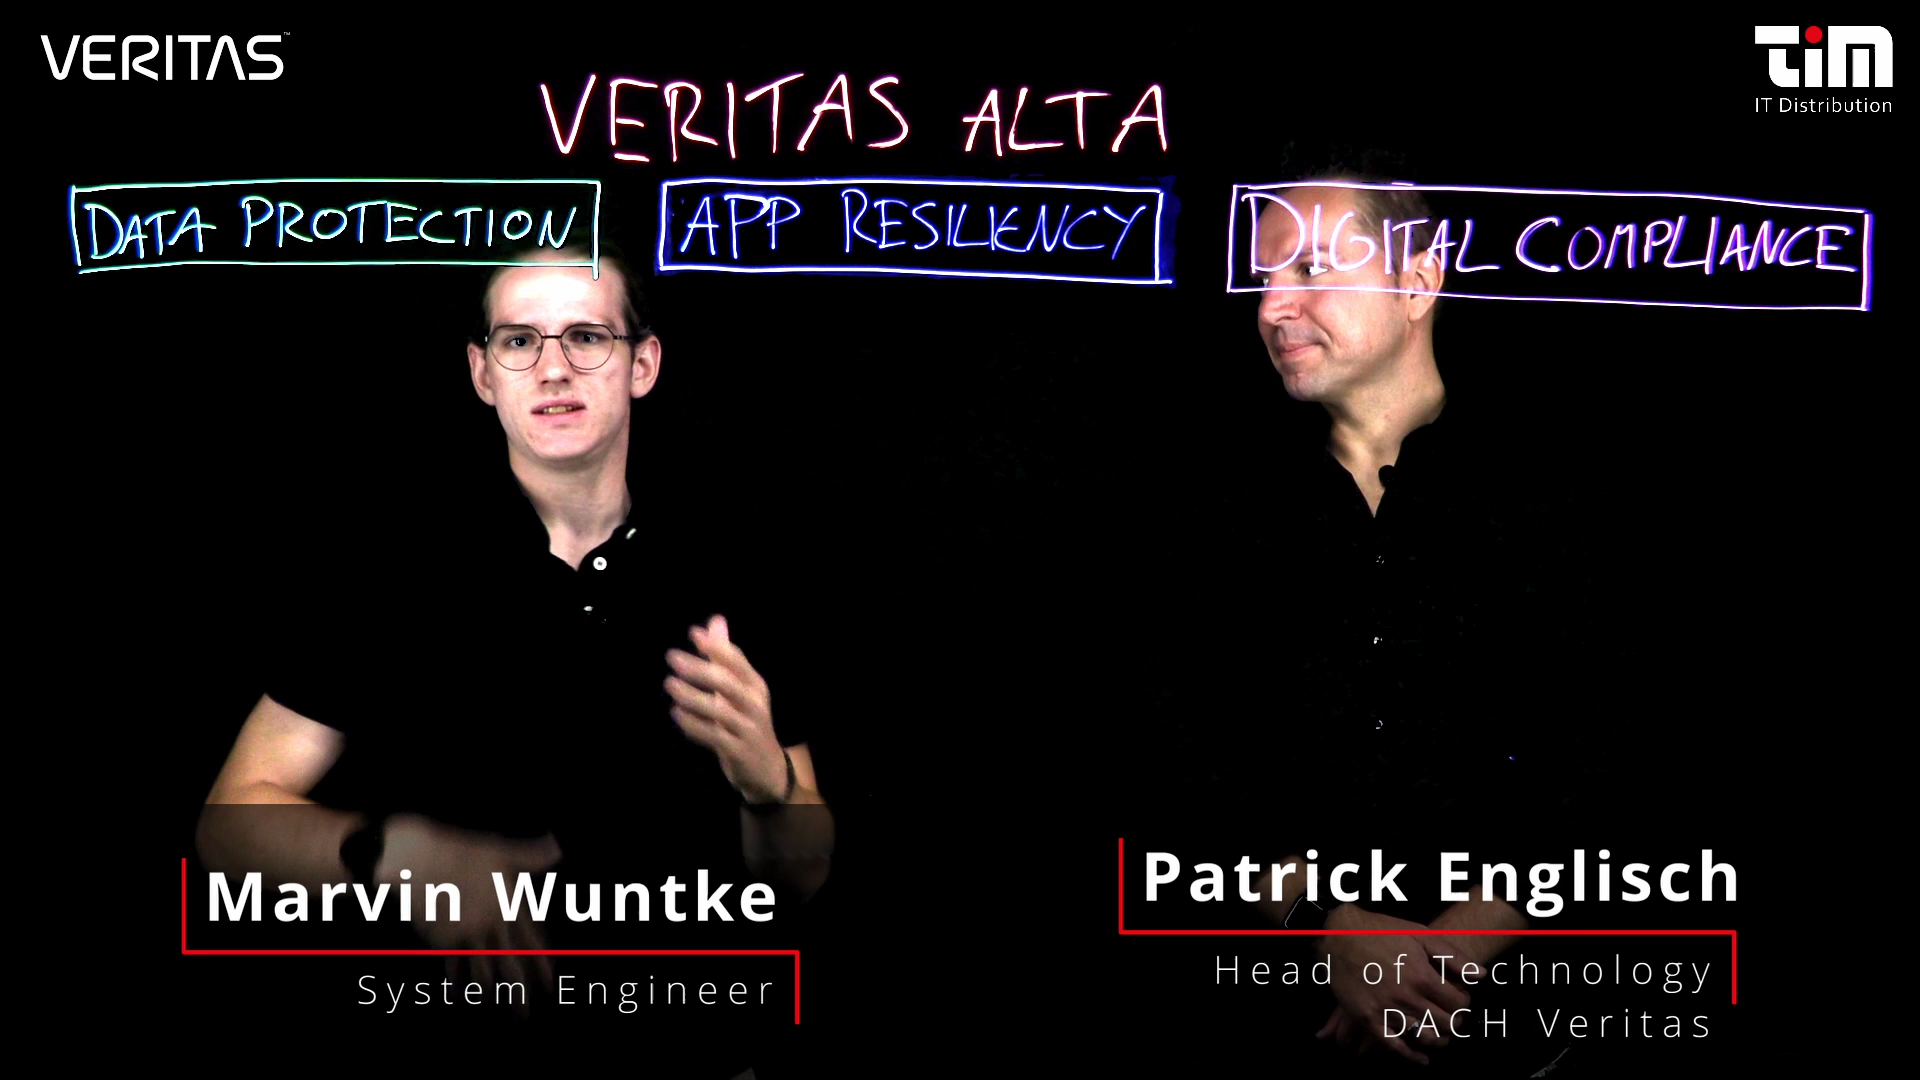 VERITAS™
TIM
IT Distribution
VERITAS ALTA
DATA PROTECTION
APP RESILIENCY
DIGITAL COMPLIANCE
Marvin Wuntke
System Engineer
Patrick Englisch
Head of Technology
DACH Veritas